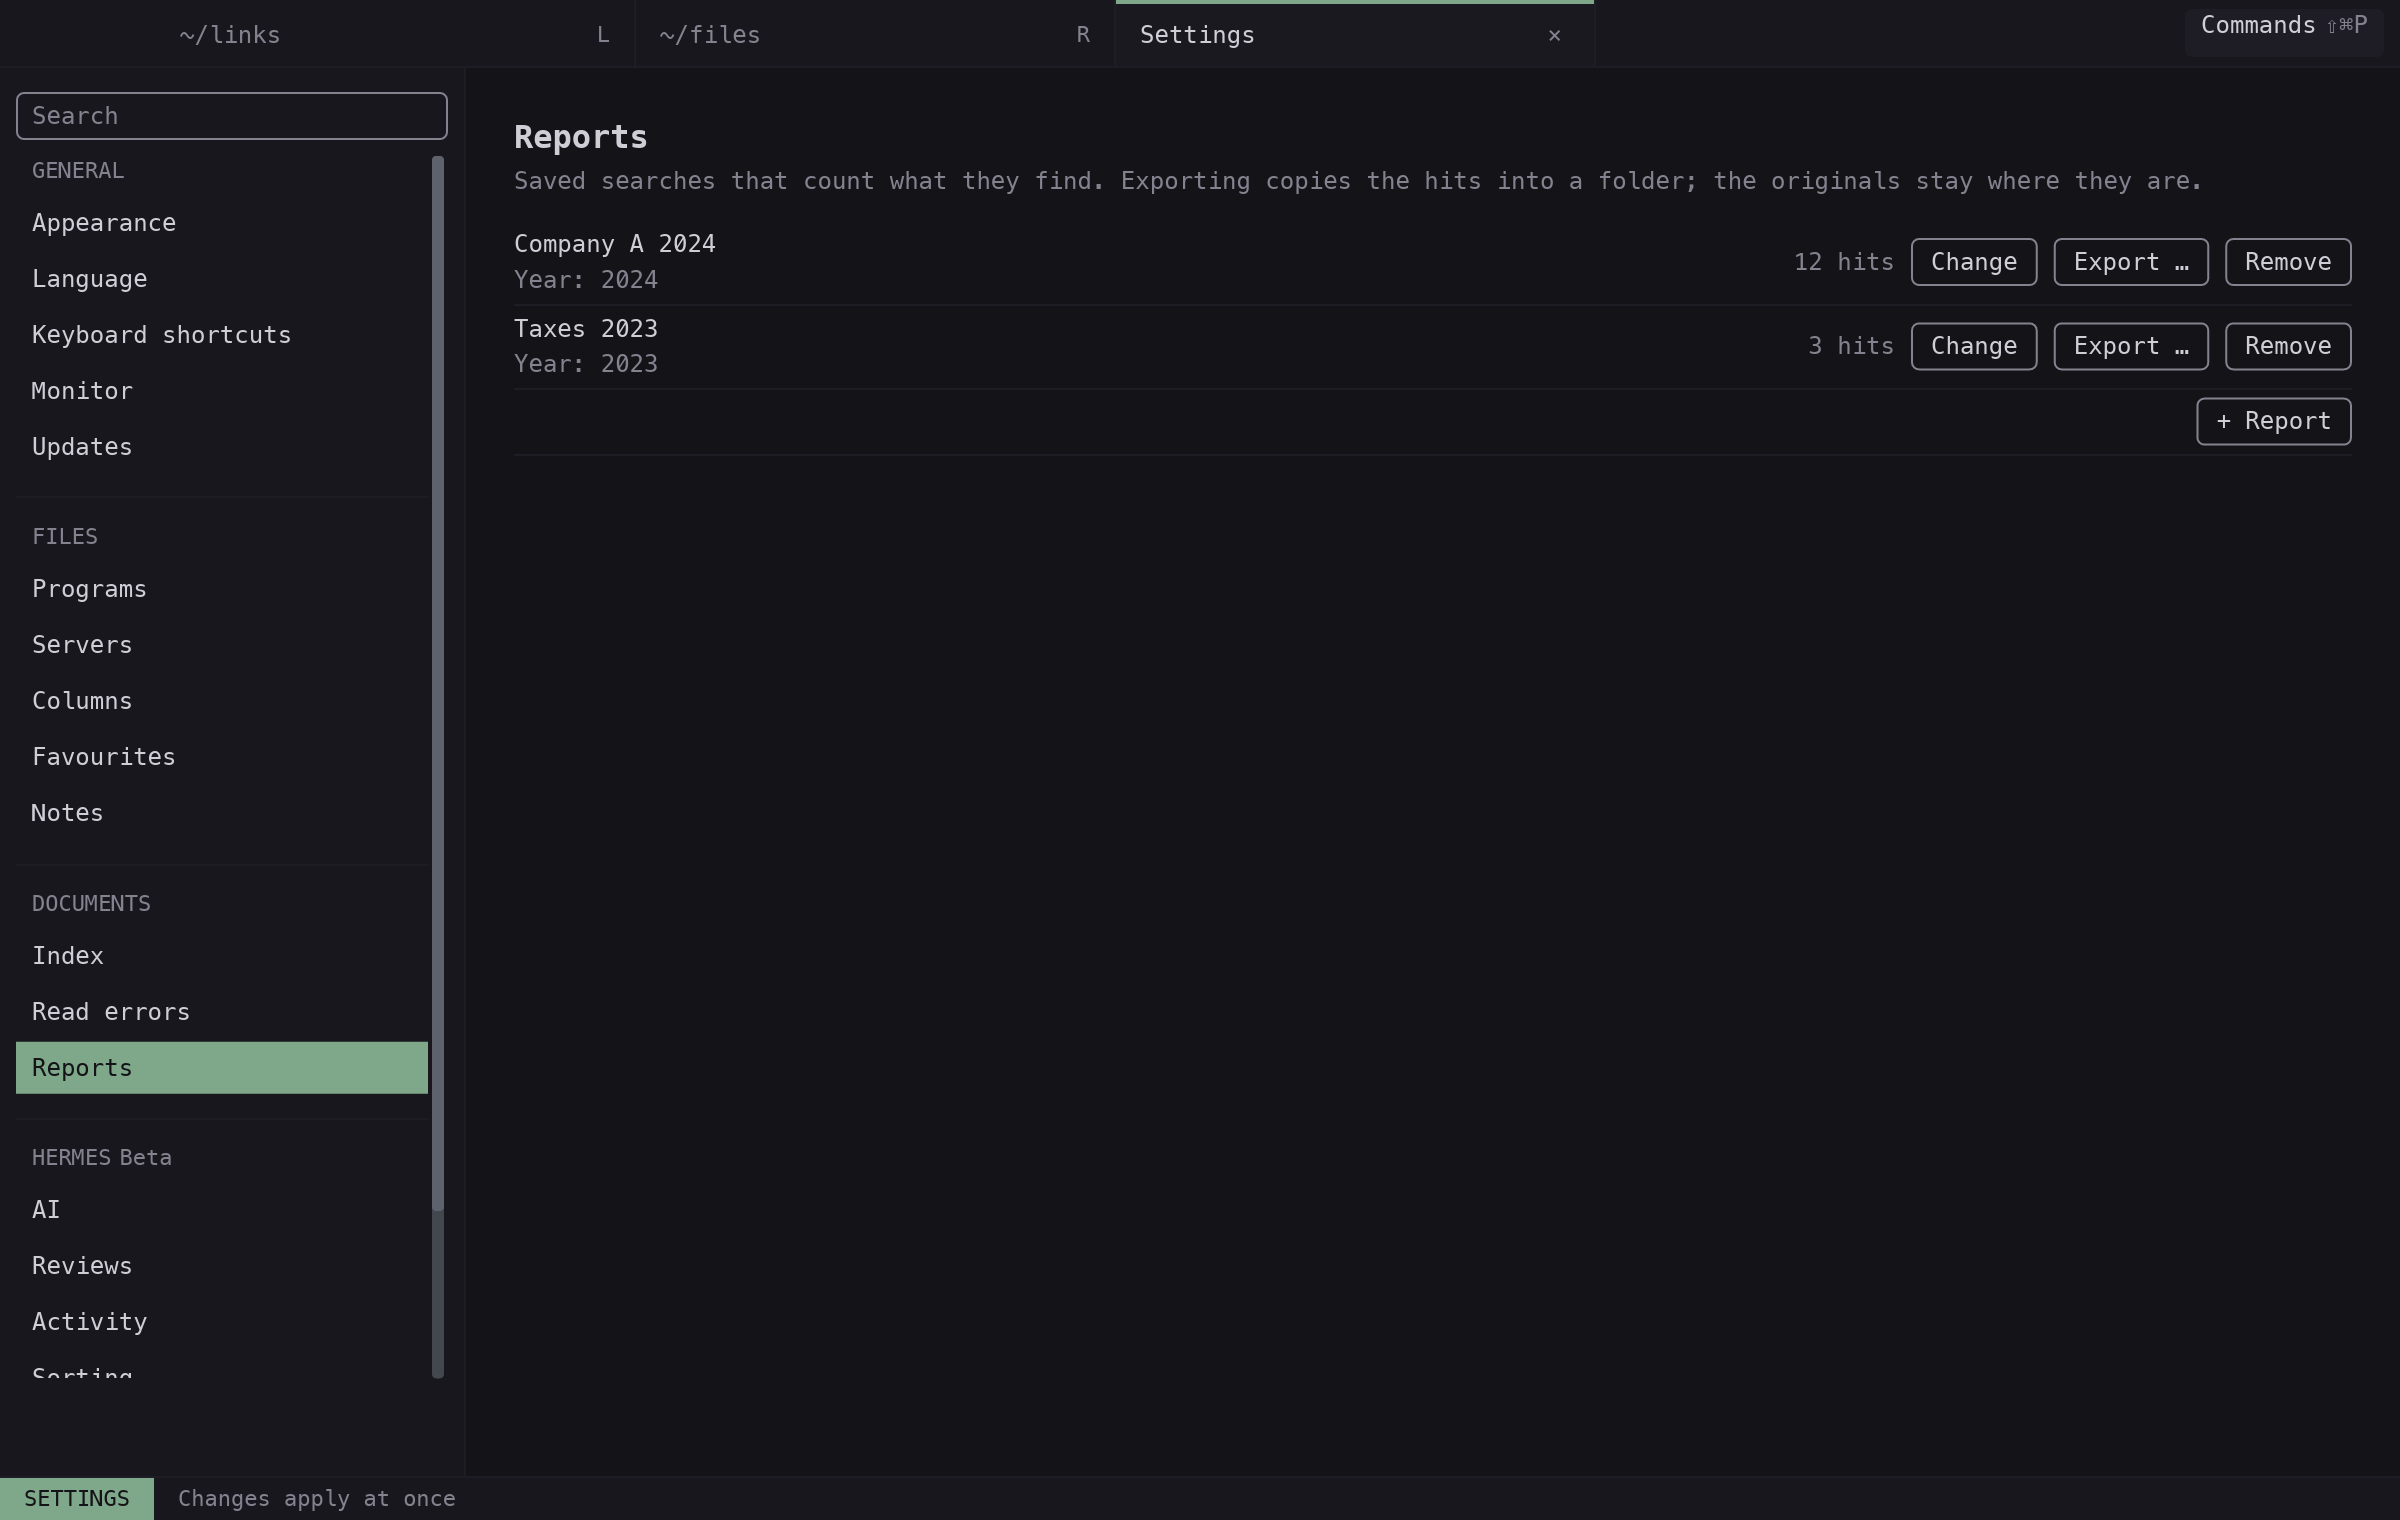 ~/links L ~/files R Settings × Commands ⇧⌘P
Search
GENERAL
Appearance
Language
Keyboard shortcuts
Monitor
Updates
FILES
Programs
Servers
Columns
Favourites
Notes
DOCUMENTS
Index
Read errors
Reports
HERMES Beta
AI
Reviews
Activity
Sorting
Reports
Saved searches that count what they find. Exporting copies the hits into a folder; the originals stay where they are.
Company A 2024
Year: 2024
12 hits Change Export … Remove
Taxes 2023
Year: 2023
3 hits Change Export … Remove
+ Report
SETTINGS Changes apply at once